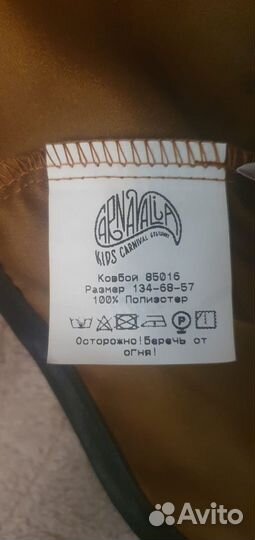 CARNAVALIA
KIDS CARNIVAL COSTUMES
Ковбой 85016
Размер 134-68-57
100% Полиэстер
P
Осторожно!Беречь от
огня!
Avito